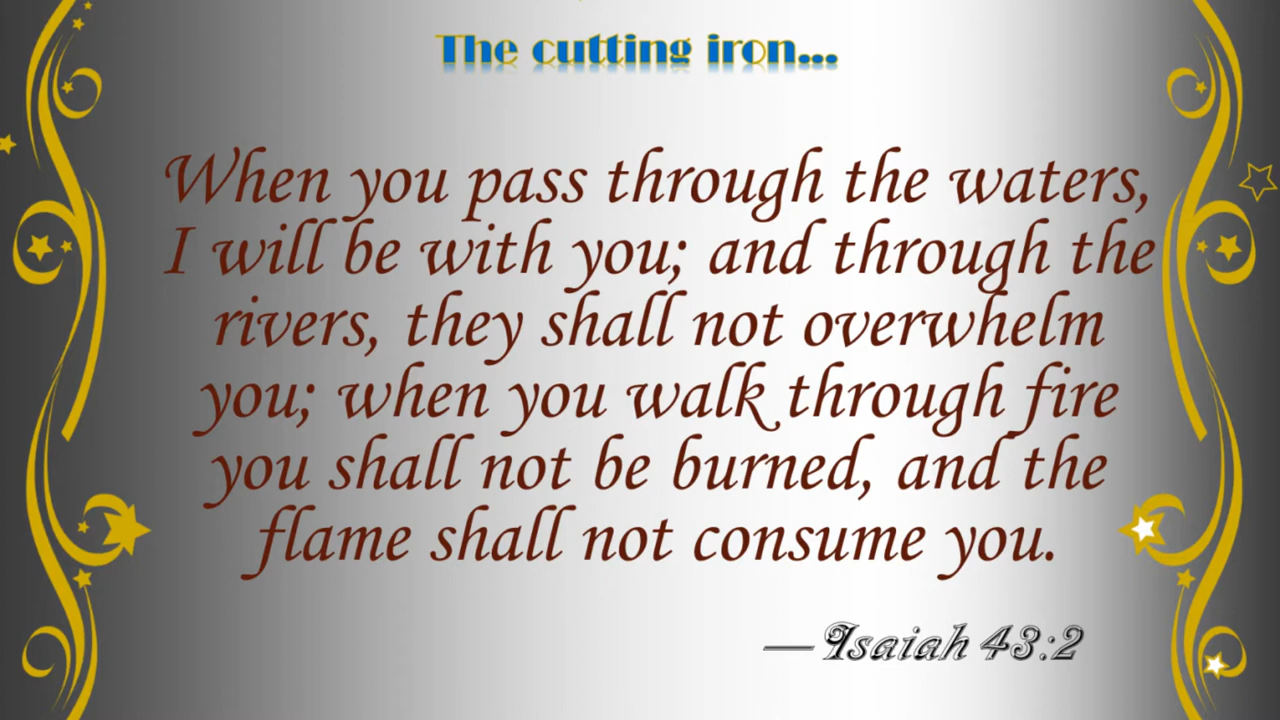 The cutting iron...
When you pass through the waters,
I will be with you; and through the
rivers, they shall not overwhelm
you; when you walk through fire
you shall not be burned, and the
flame shall not consume you.
—Isaiah 43:2